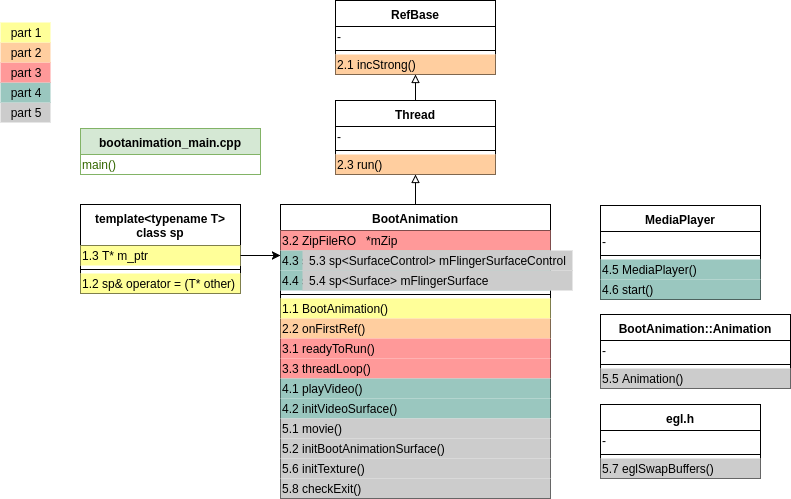 part 1
part 2
part 3
part 4
part 5
RefBase
-
2.1 incStrong()
Thread
-
2.3 run()
bootanimation_main.cpp
main()
template<typename T>
class sp
1.3 T* m_ptr
1.2 sp& operator = (T* other)
BootAnimation
3.2 ZipFileRO   *mZip
4.3
5.3 sp<SurfaceControl> mFlingerSurfaceControl
4.4
5.4 sp<Surface> mFlingerSurface
1.1 BootAnimation()
2.2 onFirstRef()
3.1 readyToRun()
3.3 threadLoop()
4.1 playVideo()
4.2 initVideoSurface()
5.1 movie()
5.2 initBootAnimationSurface()
5.6 initTexture()
5.8 checkExit()
MediaPlayer
-
4.5 MediaPlayer()
4.6 start()
BootAnimation::Animation
-
5.5 Animation()
egl.h
-
5.7 eglSwapBuffers()